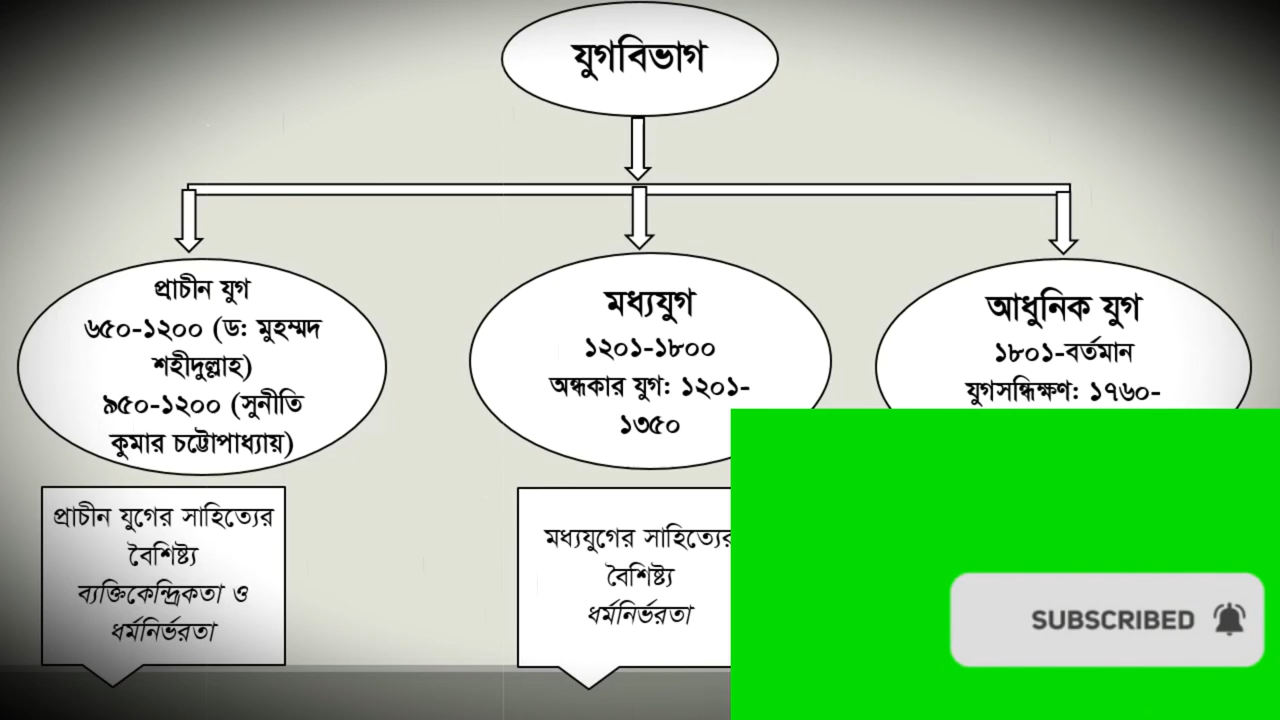 যুগবিভাগ
প্রাচীন যুগ
৬৫০-১২০০ (ড: মুহম্মদ
শহীদুল্লাহ)
৯৫০-১২০০ (সুনীতি
কুমার চট্টোপাধ্যায়)
মধ্যযুগ
১২০১-১৮০০
অন্ধকার যুগ: ১২০১-
১৩৫০
আধুনিক যুগ
১৮০১-বর্তমান
যুগসন্ধিক্ষণ: ১৭৬০-
প্রাচীন যুগের সাহিত্যের
বৈশিষ্ট্য
ব্যক্তিকেন্দ্রিকতা ও
ধর্মনির্ভরতা
মধ্যযুগের সাহিত্যের
বৈশিষ্ট্য
ধর্মনির্ভরতা
SUBSCRIBED